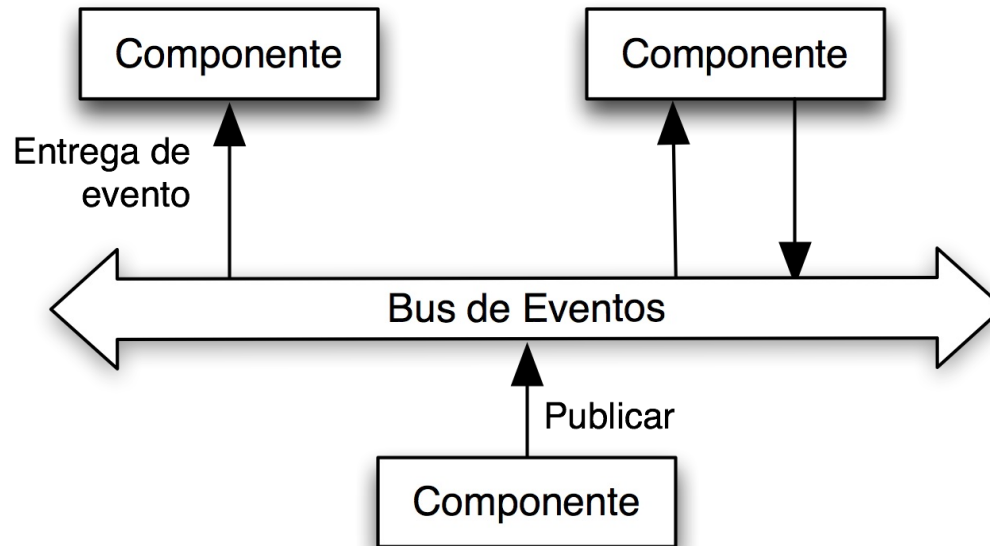 Componente
Componente
Entrega de
evento
Bus de Eventos
Publicar
Componente